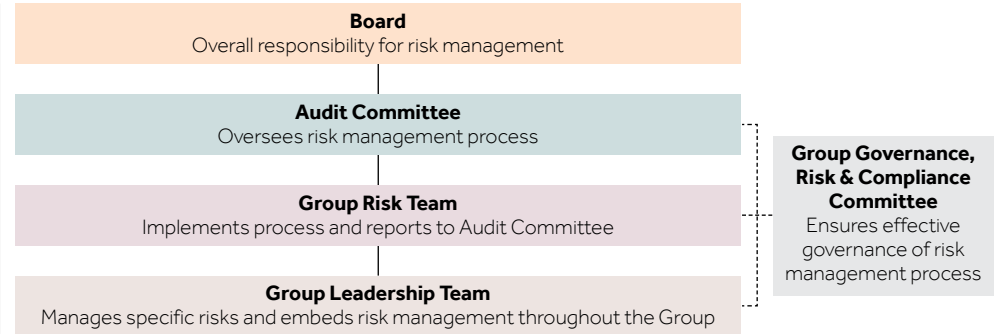 Board
Overall responsibility for risk management
Audit Committee
Oversees risk management process
Group Risk Team
Implements process and reports to Audit Committee
Group Leadership Team
Manages specific risks and embeds risk management throughout the Group
Group Governance,
Risk & Compliance
Committee
Ensures effective
governance of risk
management process